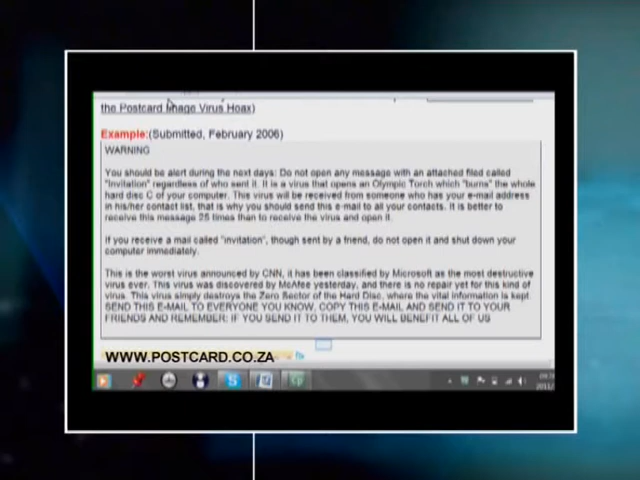 the Postcard Image Virus Hoax)
Example:(Submitted, February 2006)
WARNING
You should be alert during the next days: Do not open any message with an attached filed called
"Invitation" regardless of who sent it. It is a virus that opens an Olympic Torch which "burns" the whole
hard disc C of your computer. This virus will be received from someone who has your e-mail address
in his/her contact list, that is why you should send this e-mail to all your contacts. It is better to
receive this message 25 times than to receive the virus and open it.
If you receive a mail called "invitation", though sent by a friend, do not open it and shut down your
computer immediately.
This is the worst virus announced by CNN, it has been classified by Microsoft as the most destructive
virus ever. This virus was discovered by McAfee yesterday, and there is no repair yet for this kind of
virus. This virus simply destroys the Zero Sector of the Hard Disc, where the vital information is kept
SEND THIS E-MAIL TO EVERYONE YOU KNOW, COPY THIS E-MAIL AND SEND IT TO YOUR
FRIENDS AND REMEMBER: IF YOU SEND IT TO THEM, YOU WILL BENEFIT ALL OF US
WWW.POSTCARD.CO.ZA